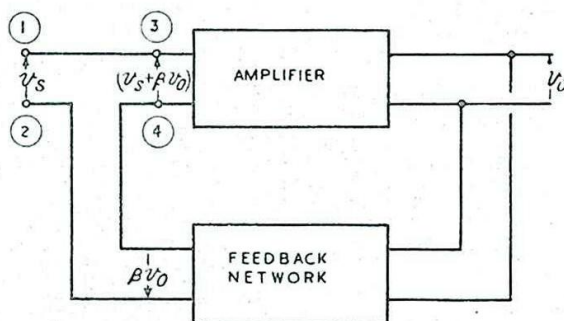 1 3
v_S (v_S + βv_O) AMPLIFIER v_O
2 4
βv_O FEEDBACK
NETWORK